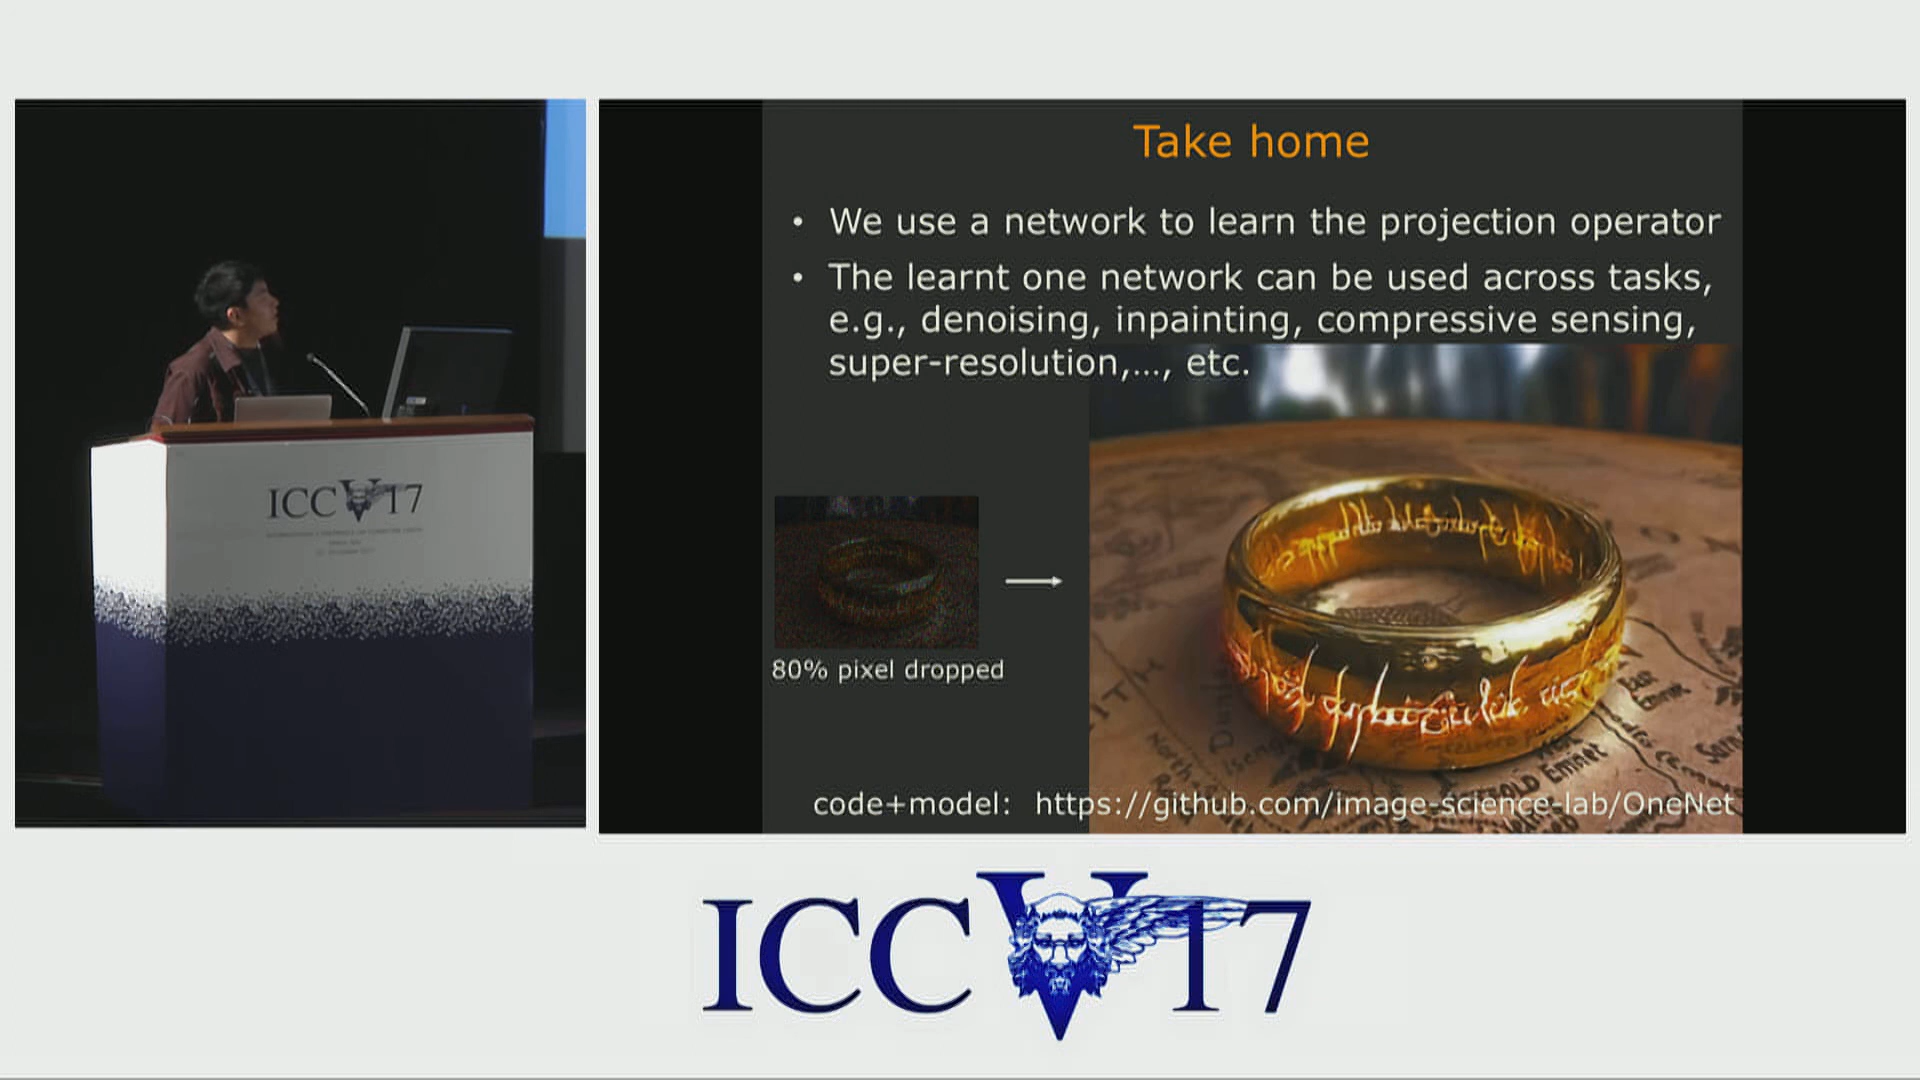 Take home
• We use a network to learn the projection operator
• The learnt one network can be used across tasks,
e.g., denoising, inpainting, compressive sensing,
super-resolution,..., etc.
80% pixel dropped
code+model: https://github.com/image-science-lab/OneNet
ICCV17
ICCV17